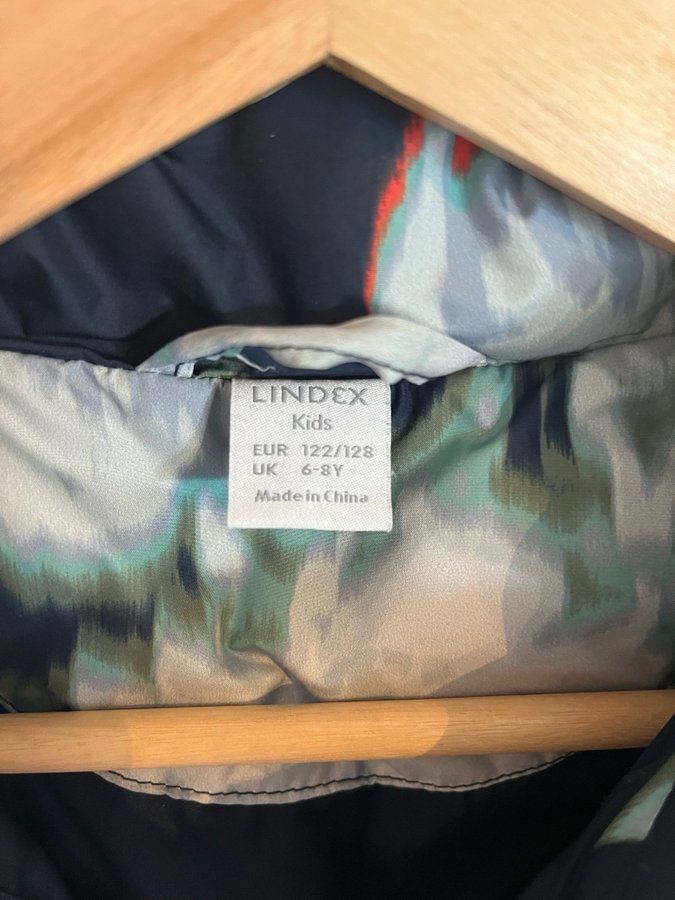 LINDEX
Kids
EUR 122/128
UK 6-8Y
Made in China